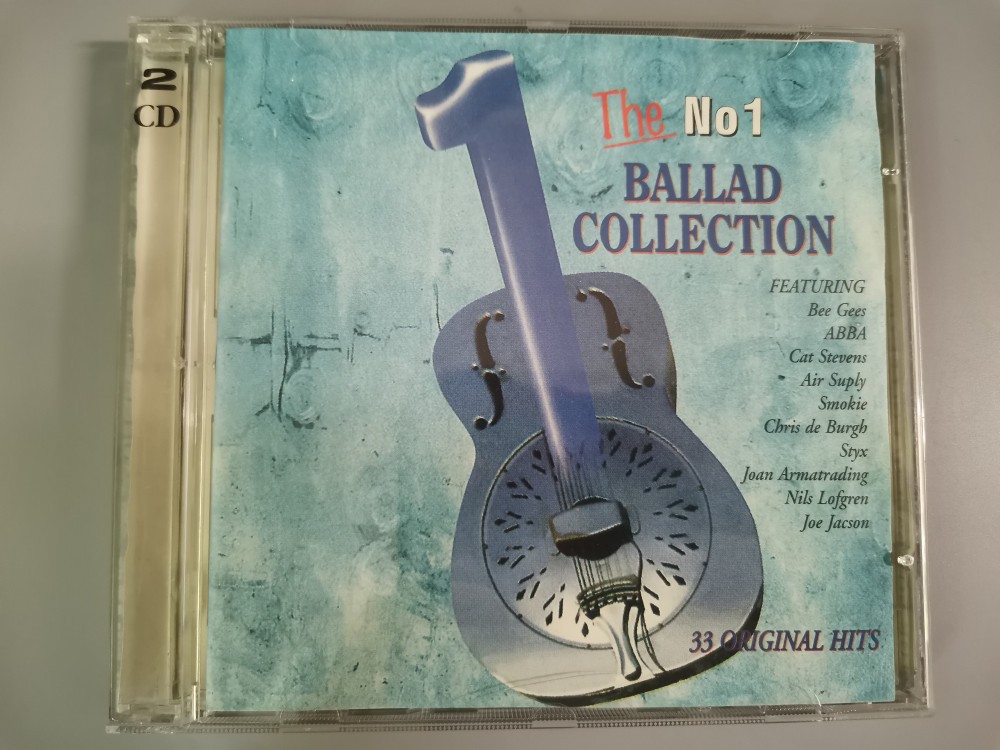 2
CD
1
The No1
BALLAD
COLLECTION
FEATURING
Bee Gees
ABBA
Cat Stevens
Air Suply
Smokie
Chris de Burgh
Styx
Joan Armatrading
Nils Lofgren
Joe Jacson
33 ORIGINAL HITS